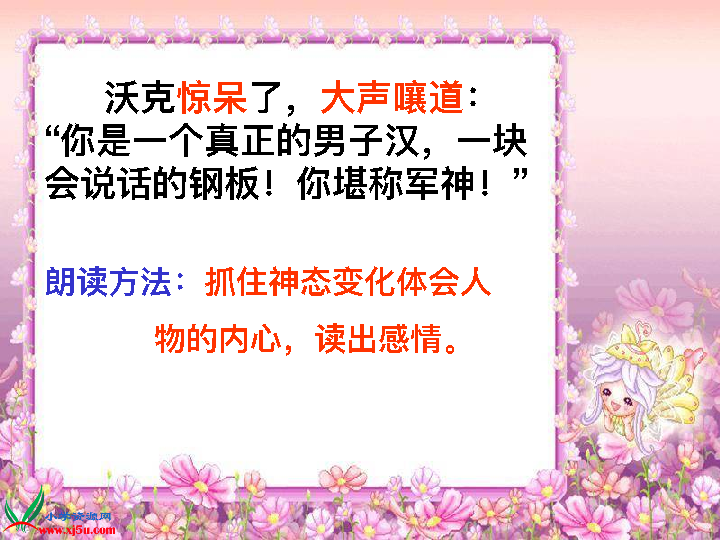 沃克惊呆了，大声嚷道：
“你是一个真正的男子汉，一块
会说话的钢板！你堪称军神！”
朗读方法：抓住神态变化体会人
物的内心，读出感情。
小学资源网
www.xj5u.com